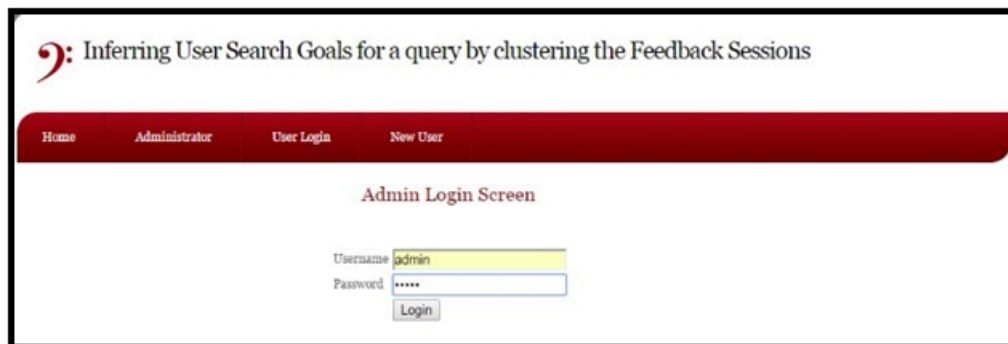 Inferring User Search Goals for a query by clustering the Feedback Sessions
Home Administrator User Login New User
Admin Login Screen
Username admin
Password •••••
Login